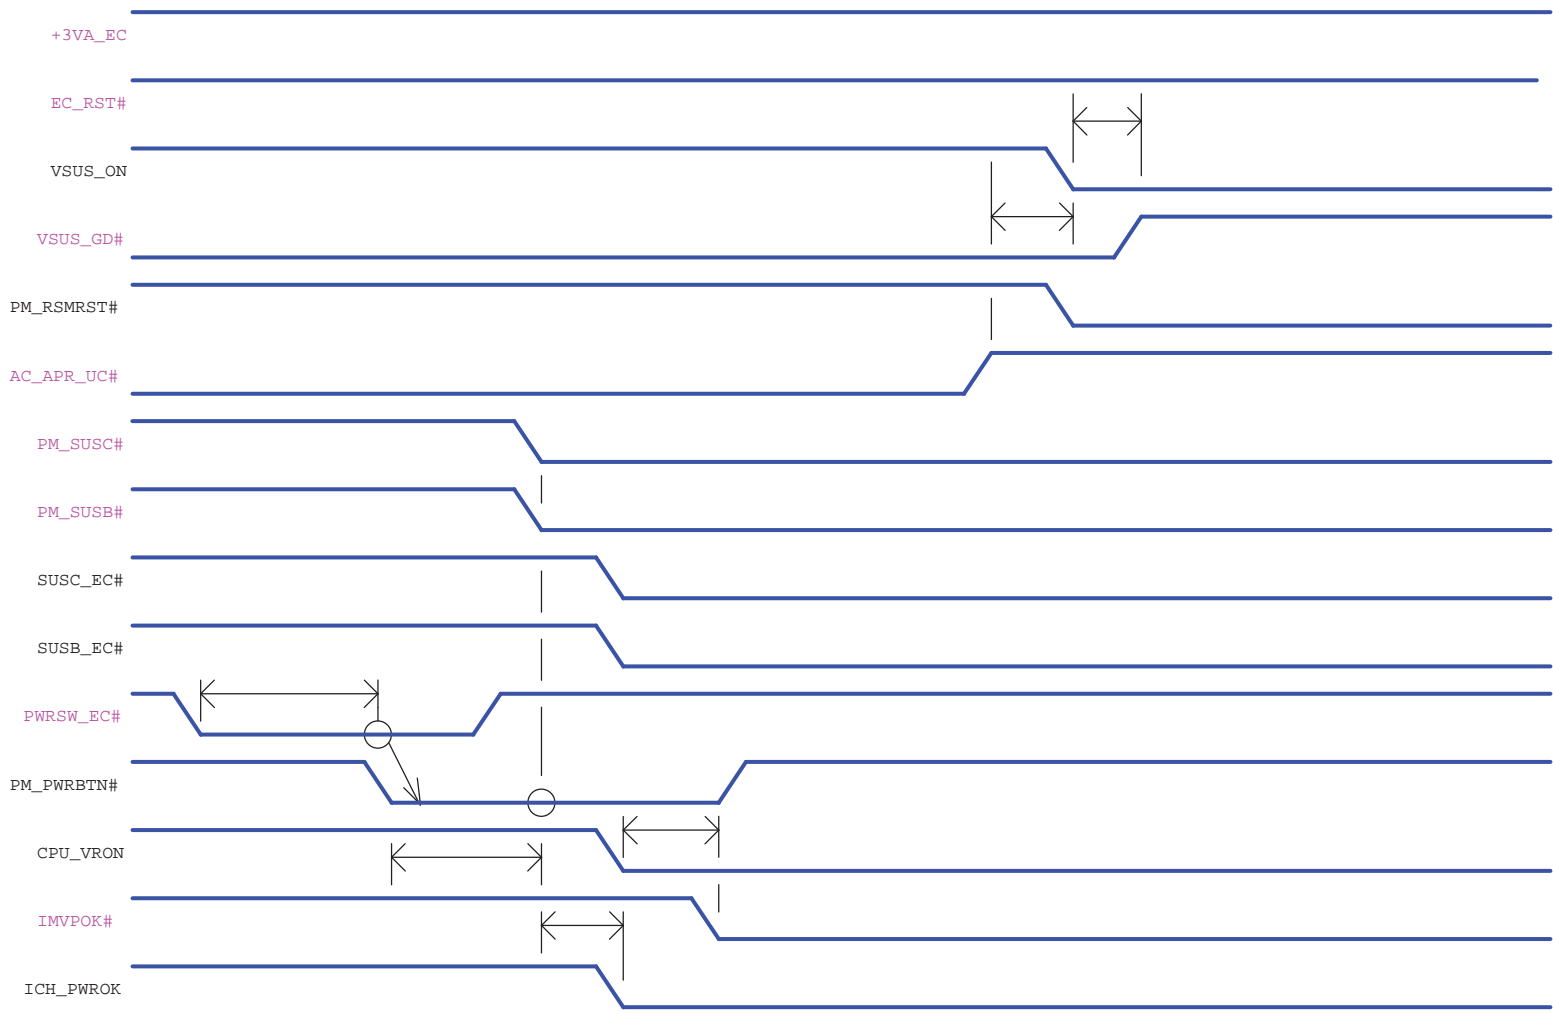 +3VA_EC
EC_RST#
VSUS_ON
VSUS_GD#
PM_RSMRST#
AC_APR_UC#
PM_SUSC#
PM_SUSB#
SUSC_EC#
SUSB_EC#
PWRSW_EC#
PM_PWRBTN#
CPU_VRON
IMVPOK#
ICH_PWROK